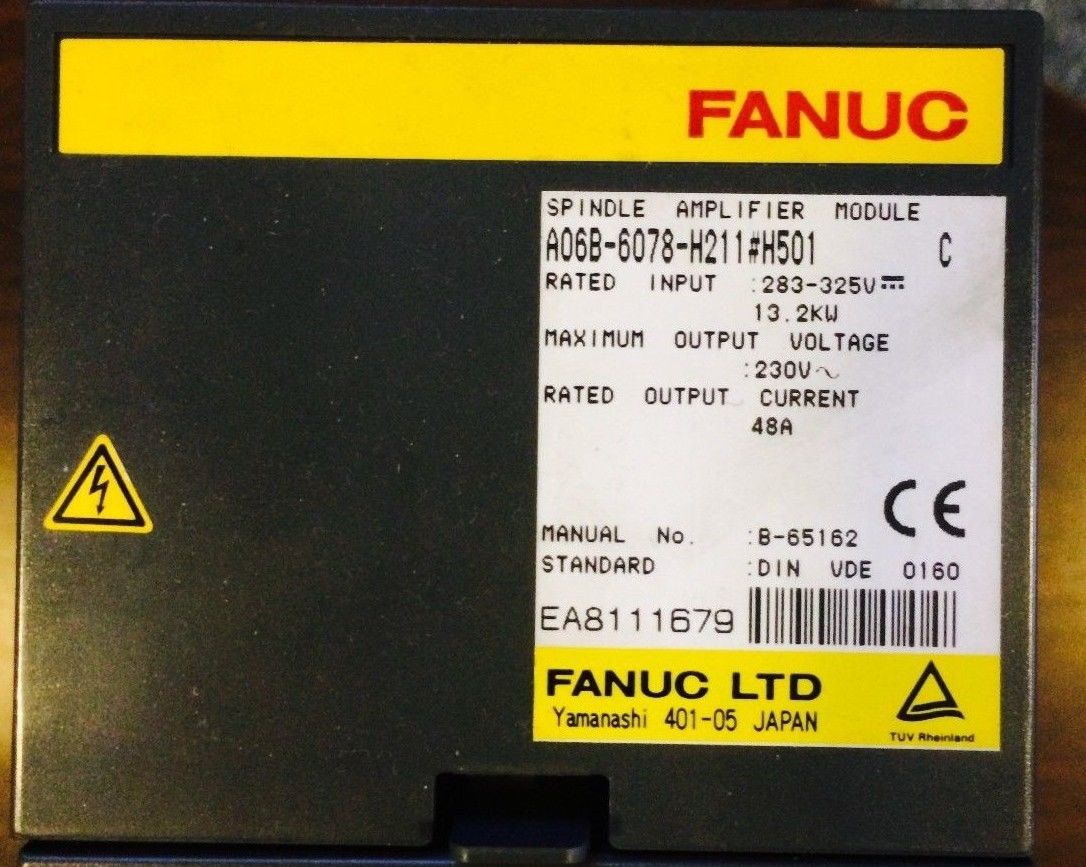 FANUC
SPINDLE AMPLIFIER MODULE
A06B-6078-H211#H501 C
RATED INPUT :283-325V⎓
13.2KW
MAXIMUM OUTPUT VOLTAGE
:230V~
RATED OUTPUT CURRENT
48A
CE
MANUAL No. :B-65162
STANDARD :DIN VDE 0160
EA8111679
FANUC LTD
Yamanashi 401-05 JAPAN
TUV Rheinland